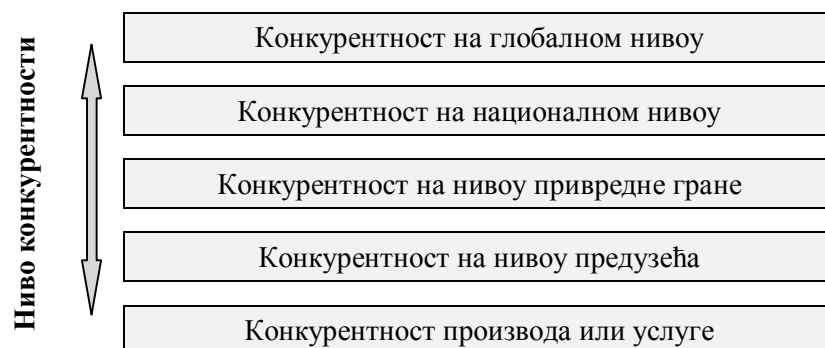 Ниво конкурентности
Конкурентност на глобалном нивоу
Конкурентност на националном нивоу
Конкурентност на нивоу привредне гране
Конкурентност на нивоу предузећа
Конкурентност производа или услуге